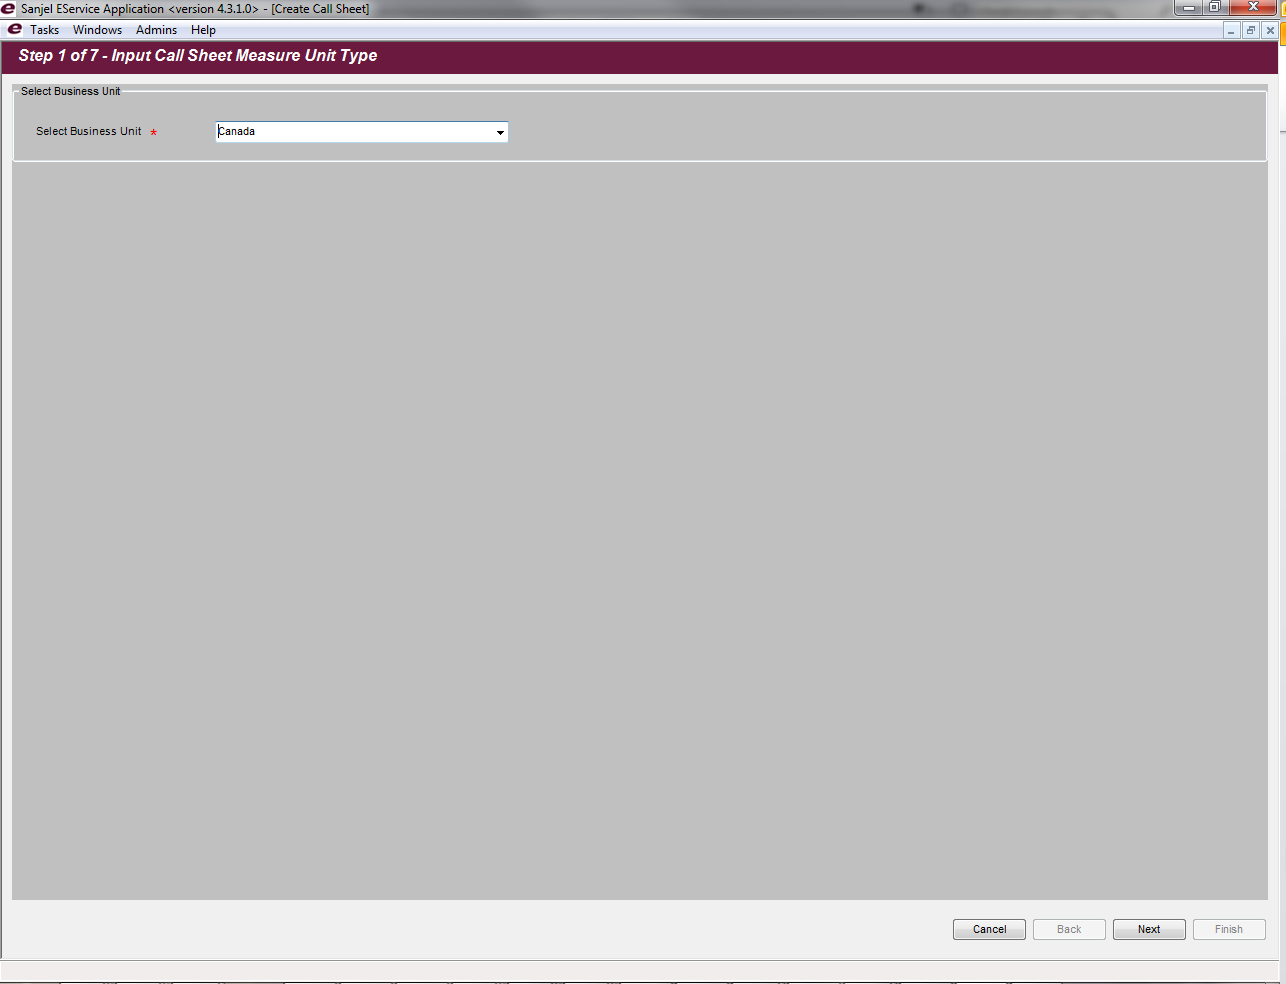 Sanjel EService Application <version 4.3.1.0> - [Create Call Sheet]
Tasks Windows Admins Help
Step 1 of 7 - Input Call Sheet Measure Unit Type
Select Business Unit
Select Business Unit * Canada
Cancel Back Next Finish